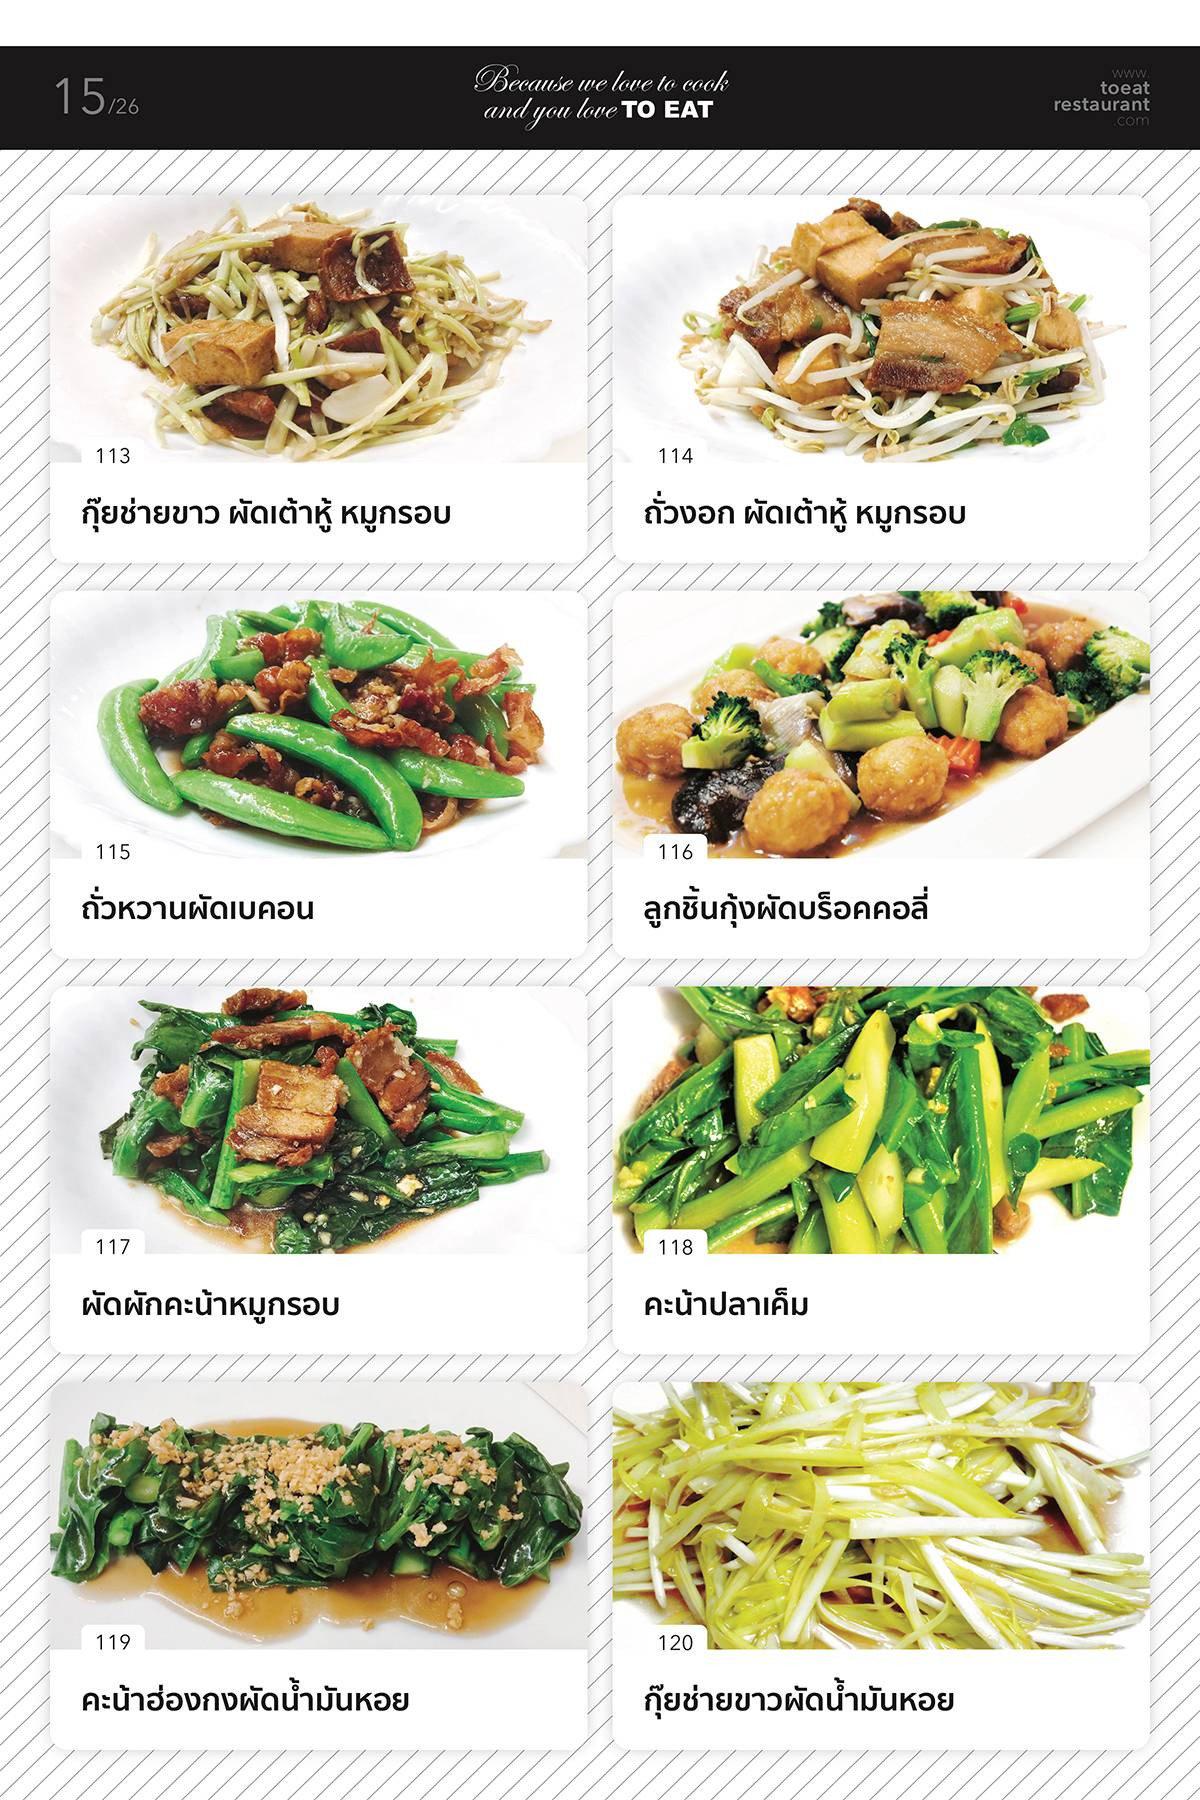 15/26
Because we love to cook
and you love TO EAT
www.
toeat
restaurant
.com
113
กุ๊ยช่ายขาว ผัดเต้าหู้ หมูกรอบ
114
ถั่วงอก ผัดเต้าหู้ หมูกรอบ
115
ถั่วหวานผัดเบคอน
116
ลูกชิ้นกุ้งผัดบร็อคคอลี่
117
ผัดผักคะน้าหมูกรอบ
118
คะน้าปลาเค็ม
119
คะน้าฮ่องกงผัดน้ำมันหอย
120
กุ๊ยช่ายขาวผัดน้ำมันหอย